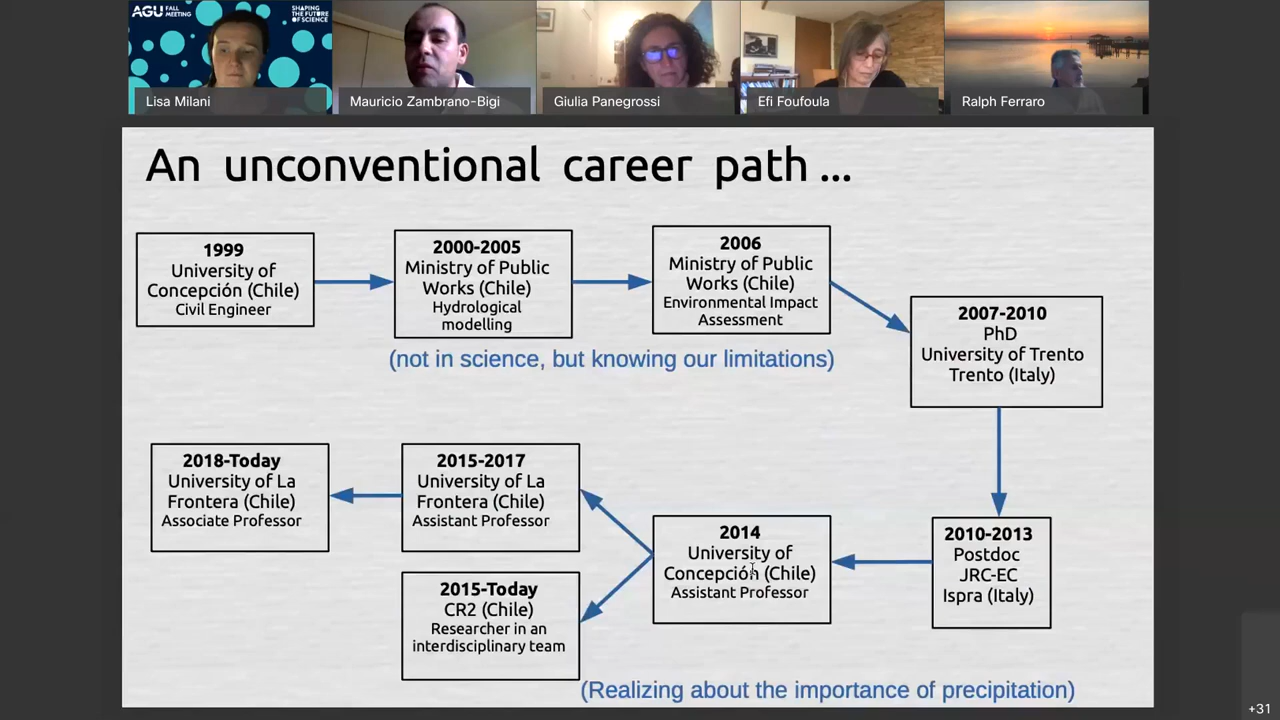 AGU FALL MEETING
SHAPING THE FUTURE OF SCIENCE
Lisa Milani
Mauricio Zambrano-Bigi
Giulia Panegrossi
Efi Foufoula
Ralph Ferraro
An unconventional career path ...
1999
University of
Concepción (Chile)
Civil Engineer
2000-2005
Ministry of Public
Works (Chile)
Hydrological
modelling
2006
Ministry of Public
Works (Chile)
Environmental Impact
Assessment
2007-2010
PhD
University of Trento
Trento (Italy)
(not in science, but knowing our limitations)
2018-Today
University of La
Frontera (Chile)
Associate Professor
2015-2017
University of La
Frontera (Chile)
Assistant Professor
2014
University of
Concepción (Chile)
Assistant Professor
2010-2013
Postdoc
JRC-EC
Ispra (Italy)
2015-Today
CR2 (Chile)
Researcher in an
interdisciplinary team
(Realizing about the importance of precipitation)
+31